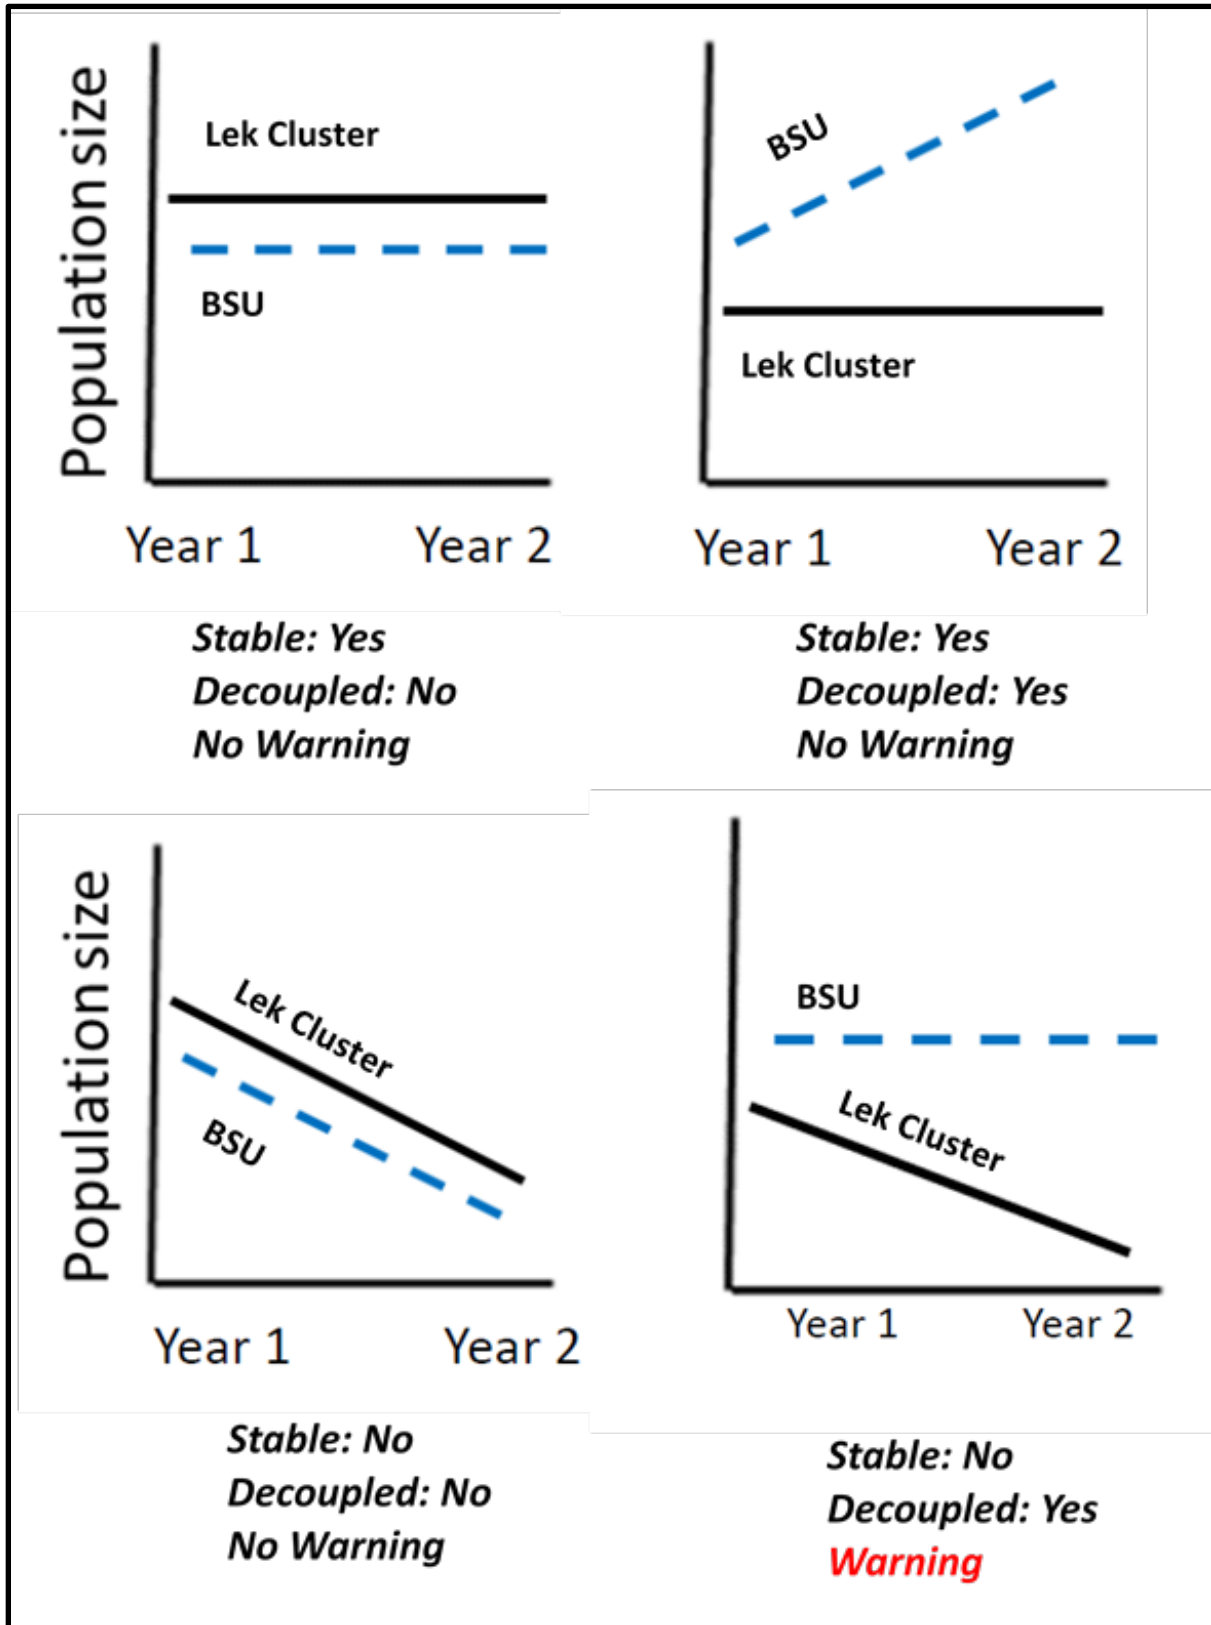 Population size
Lek Cluster
BSU
Year 1 Year 2
Stable: Yes
Decoupled: No
No Warning
BSU
Lek Cluster
Year 1 Year 2
Stable: Yes
Decoupled: Yes
No Warning
Population size
Lek Cluster
BSU
Year 1 Year 2
Stable: No
Decoupled: No
No Warning
BSU
Lek Cluster
Year 1 Year 2
Stable: No
Decoupled: Yes
Warning